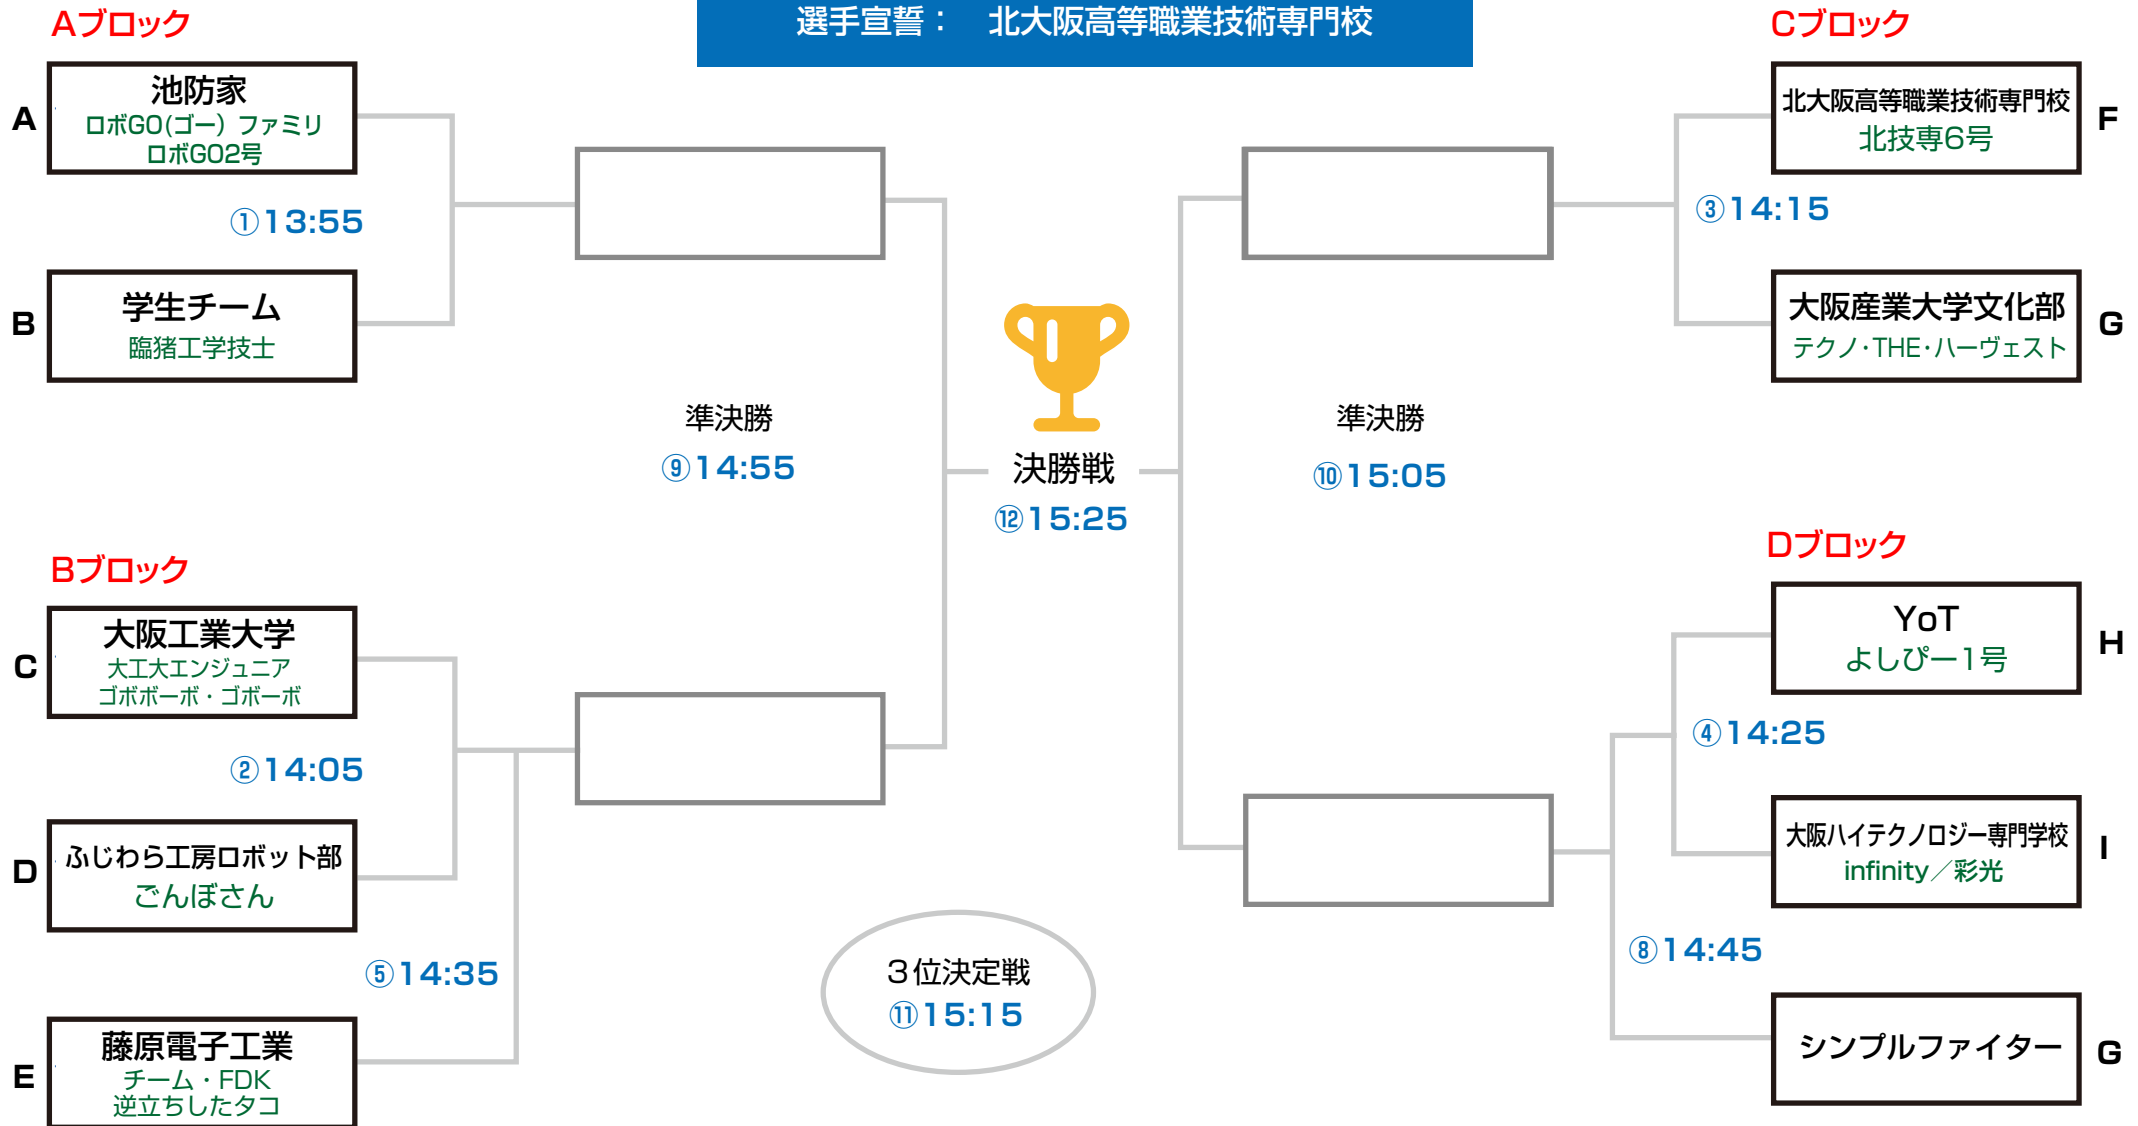 選手宣誓：　北大阪高等職業技術専門校
Aブロック
A
池防家
ロボGO(ゴー) ファミリ
ロボGO2号
①13:55
B
学生チーム
臨猪工学技士
Bブロック
C
大阪工業大学
大工大エンジュニア
ゴボボーボ・ゴボーボ
②14:05
D
ふじわら工房ロボット部
ごんぼさん
⑤14:35
E
藤原電子工業
チーム・FDK
逆立ちしたタコ
準決勝
⑨14:55
決勝戦
⑫15:25
準決勝
⑩15:05
3位決定戦
⑪15:15
Cブロック
北大阪高等職業技術専門校
北技専6号
F
③14:15
大阪産業大学文化部
テクノ・THE・ハーヴェスト
G
Dブロック
YoT
よしぴー1号
H
④14:25
大阪ハイテクノロジー専門学校
infinity／彩光
I
⑧14:45
シンプルファイター
G